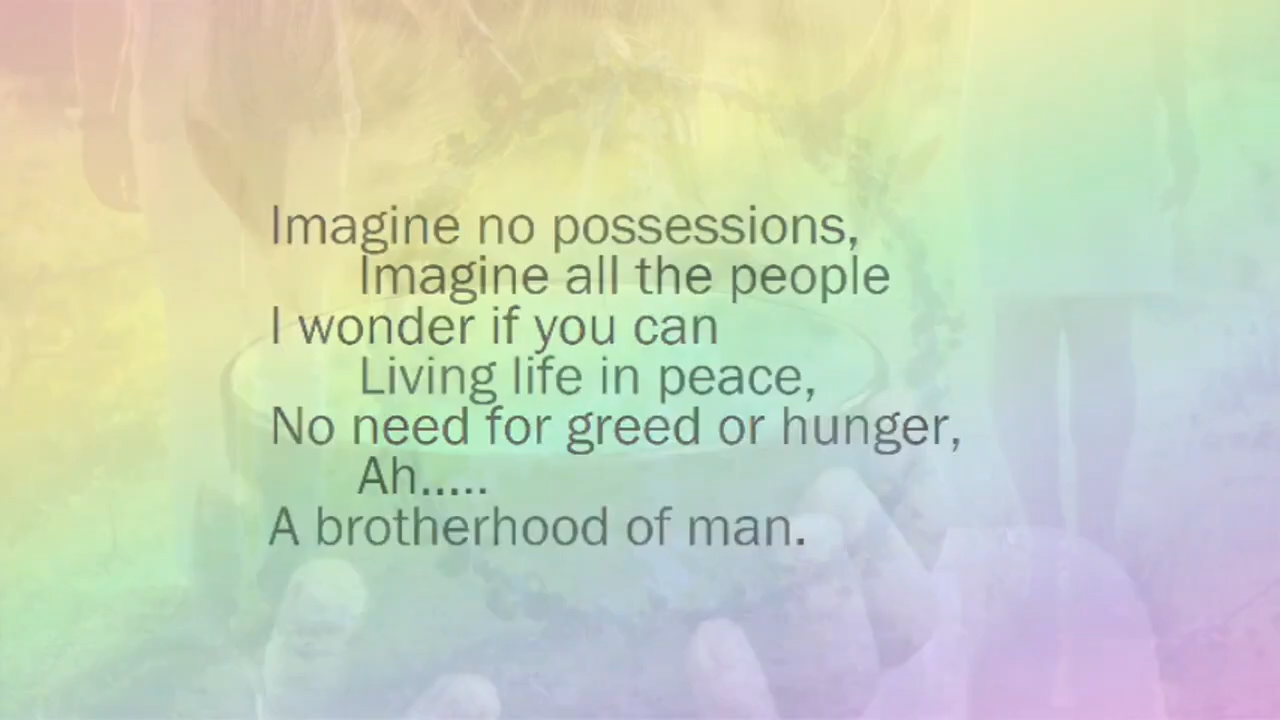 Imagine no possessions,
Imagine all the people
I wonder if you can
Living life in peace,
No need for greed or hunger,
Ah.....
A brotherhood of man.